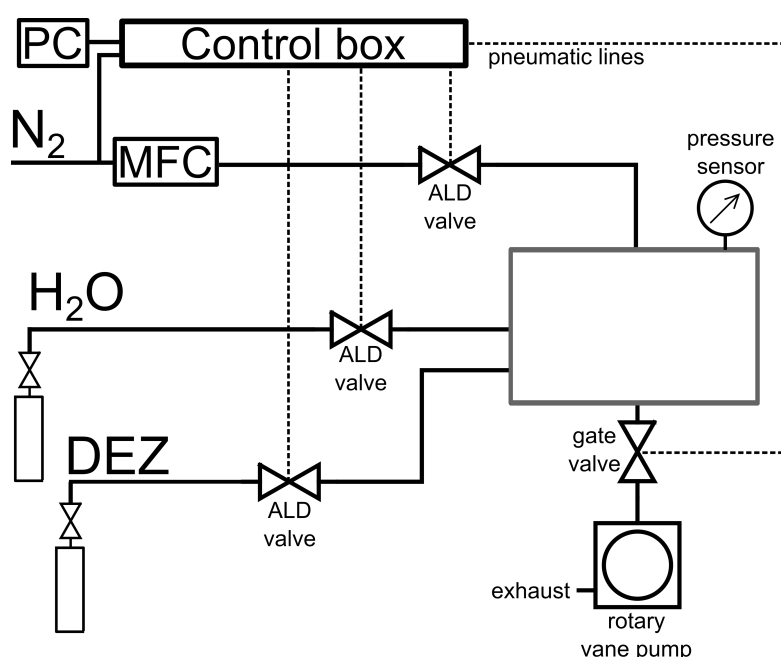 PC
Control box
pneumatic lines
N₂
MFC
ALD
valve
pressure
sensor
H₂O
ALD
valve
DEZ
ALD
valve
gate
valve
exhaust
rotary
vane pump